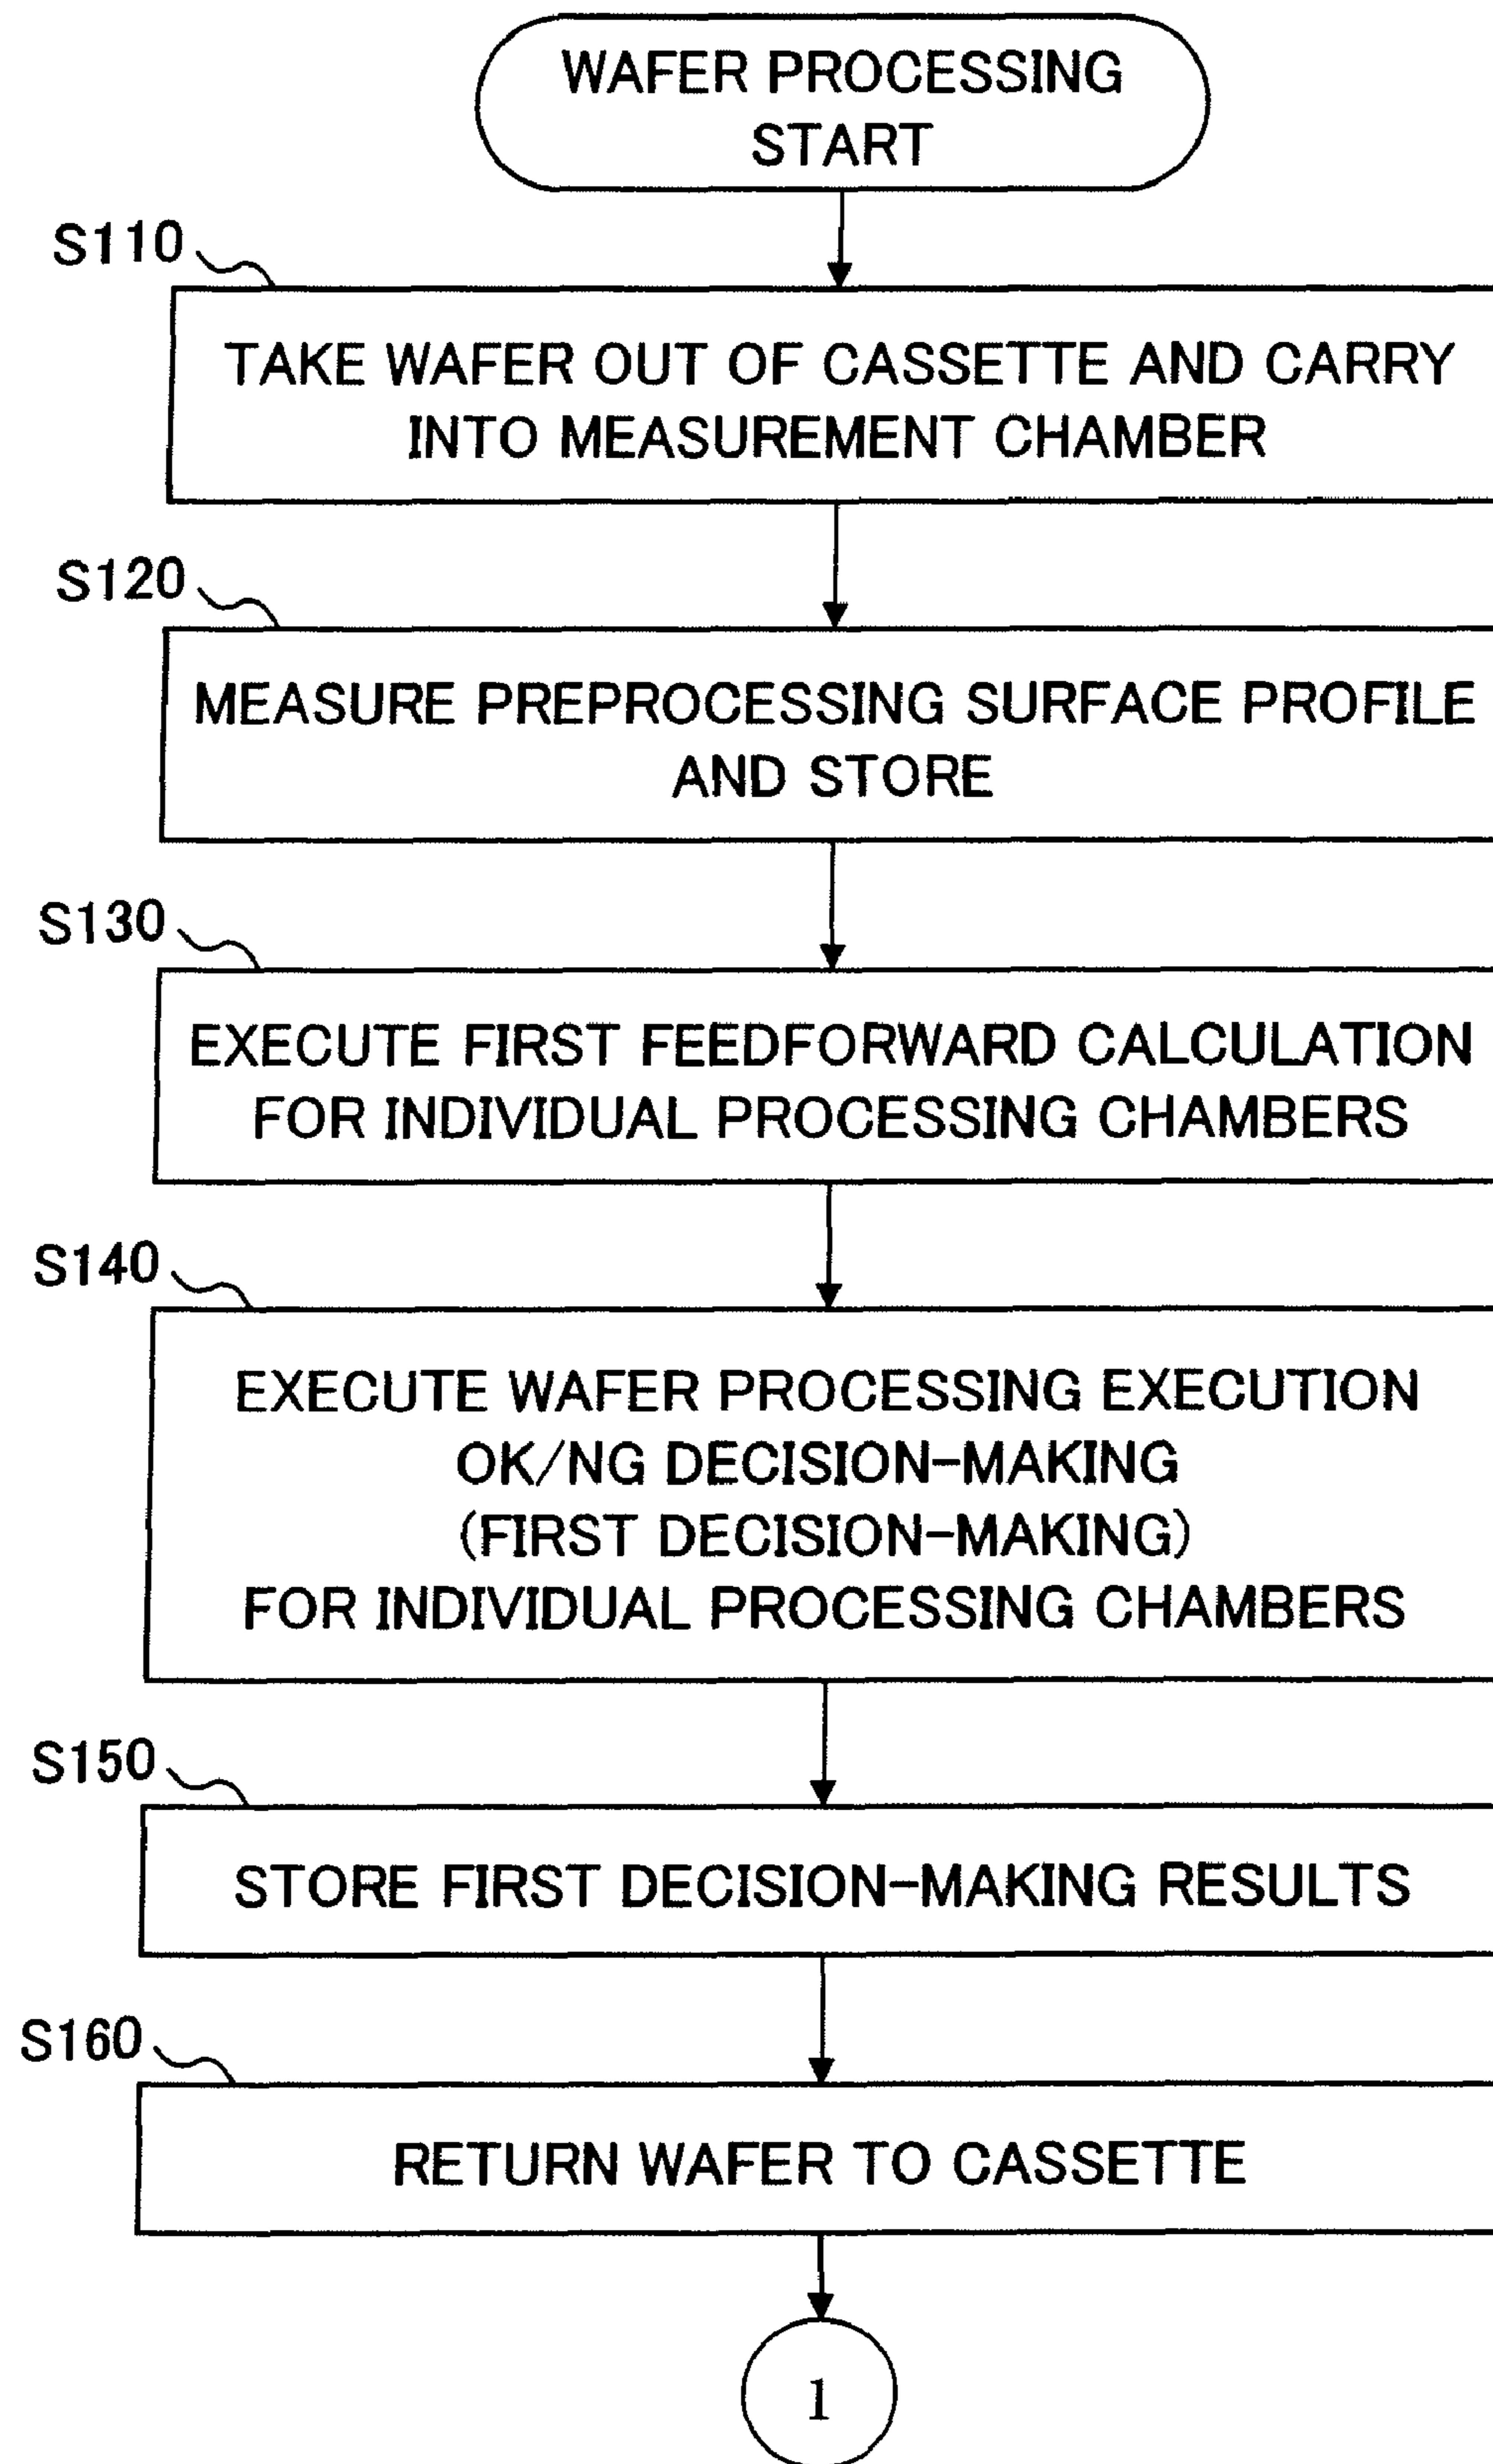 WAFER PROCESSING
START
S110
TAKE WAFER OUT OF CASSETTE AND CARRY
INTO MEASUREMENT CHAMBER
S120
MEASURE PREPROCESSING SURFACE PROFILE
AND STORE
S130
EXECUTE FIRST FEEDFORWARD CALCULATION
FOR INDIVIDUAL PROCESSING CHAMBERS
S140
EXECUTE WAFER PROCESSING EXECUTION
OK/NG DECISION-MAKING
(FIRST DECISION-MAKING)
FOR INDIVIDUAL PROCESSING CHAMBERS
S150
STORE FIRST DECISION-MAKING RESULTS
S160
RETURN WAFER TO CASSETTE
1